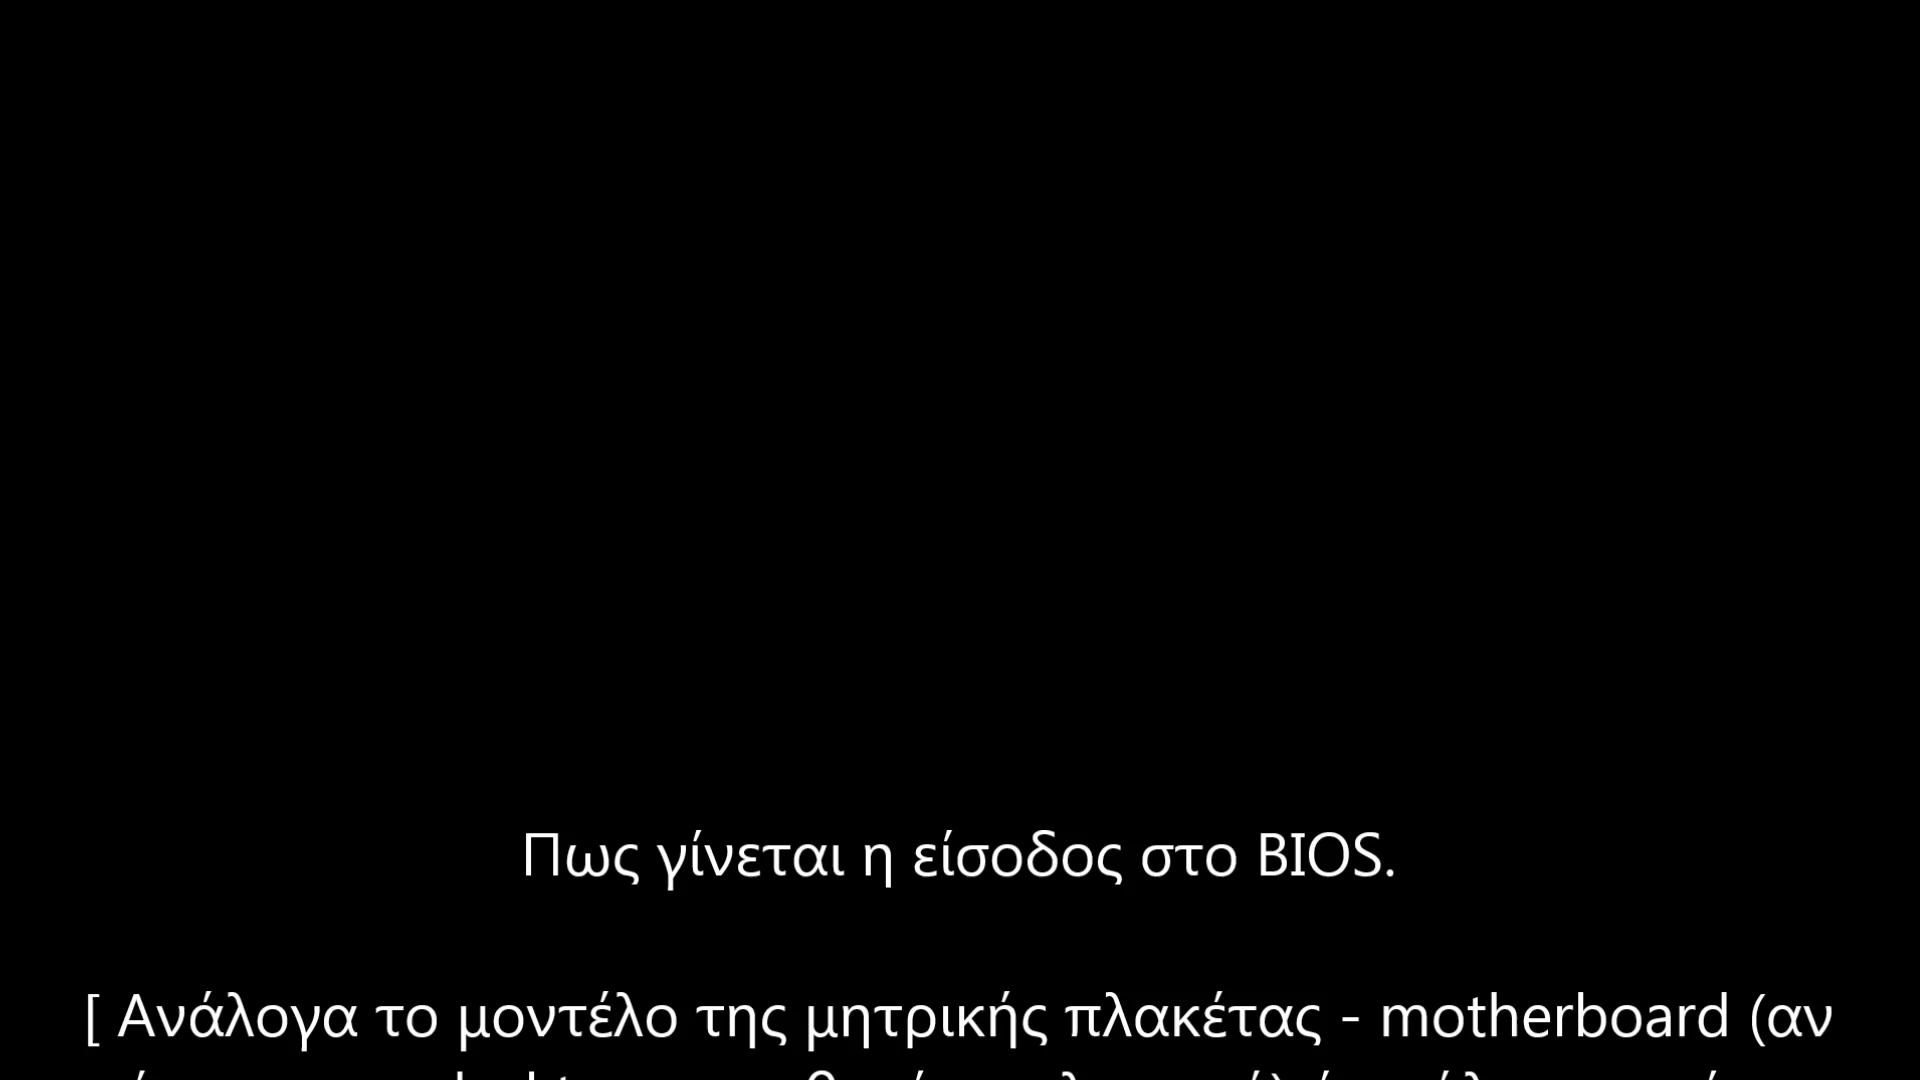 Πως γίνεται η είσοδος στο BIOS.
[ Ανάλογα το μοντέλο της μητρικής πλακέτας - motherboard (αν